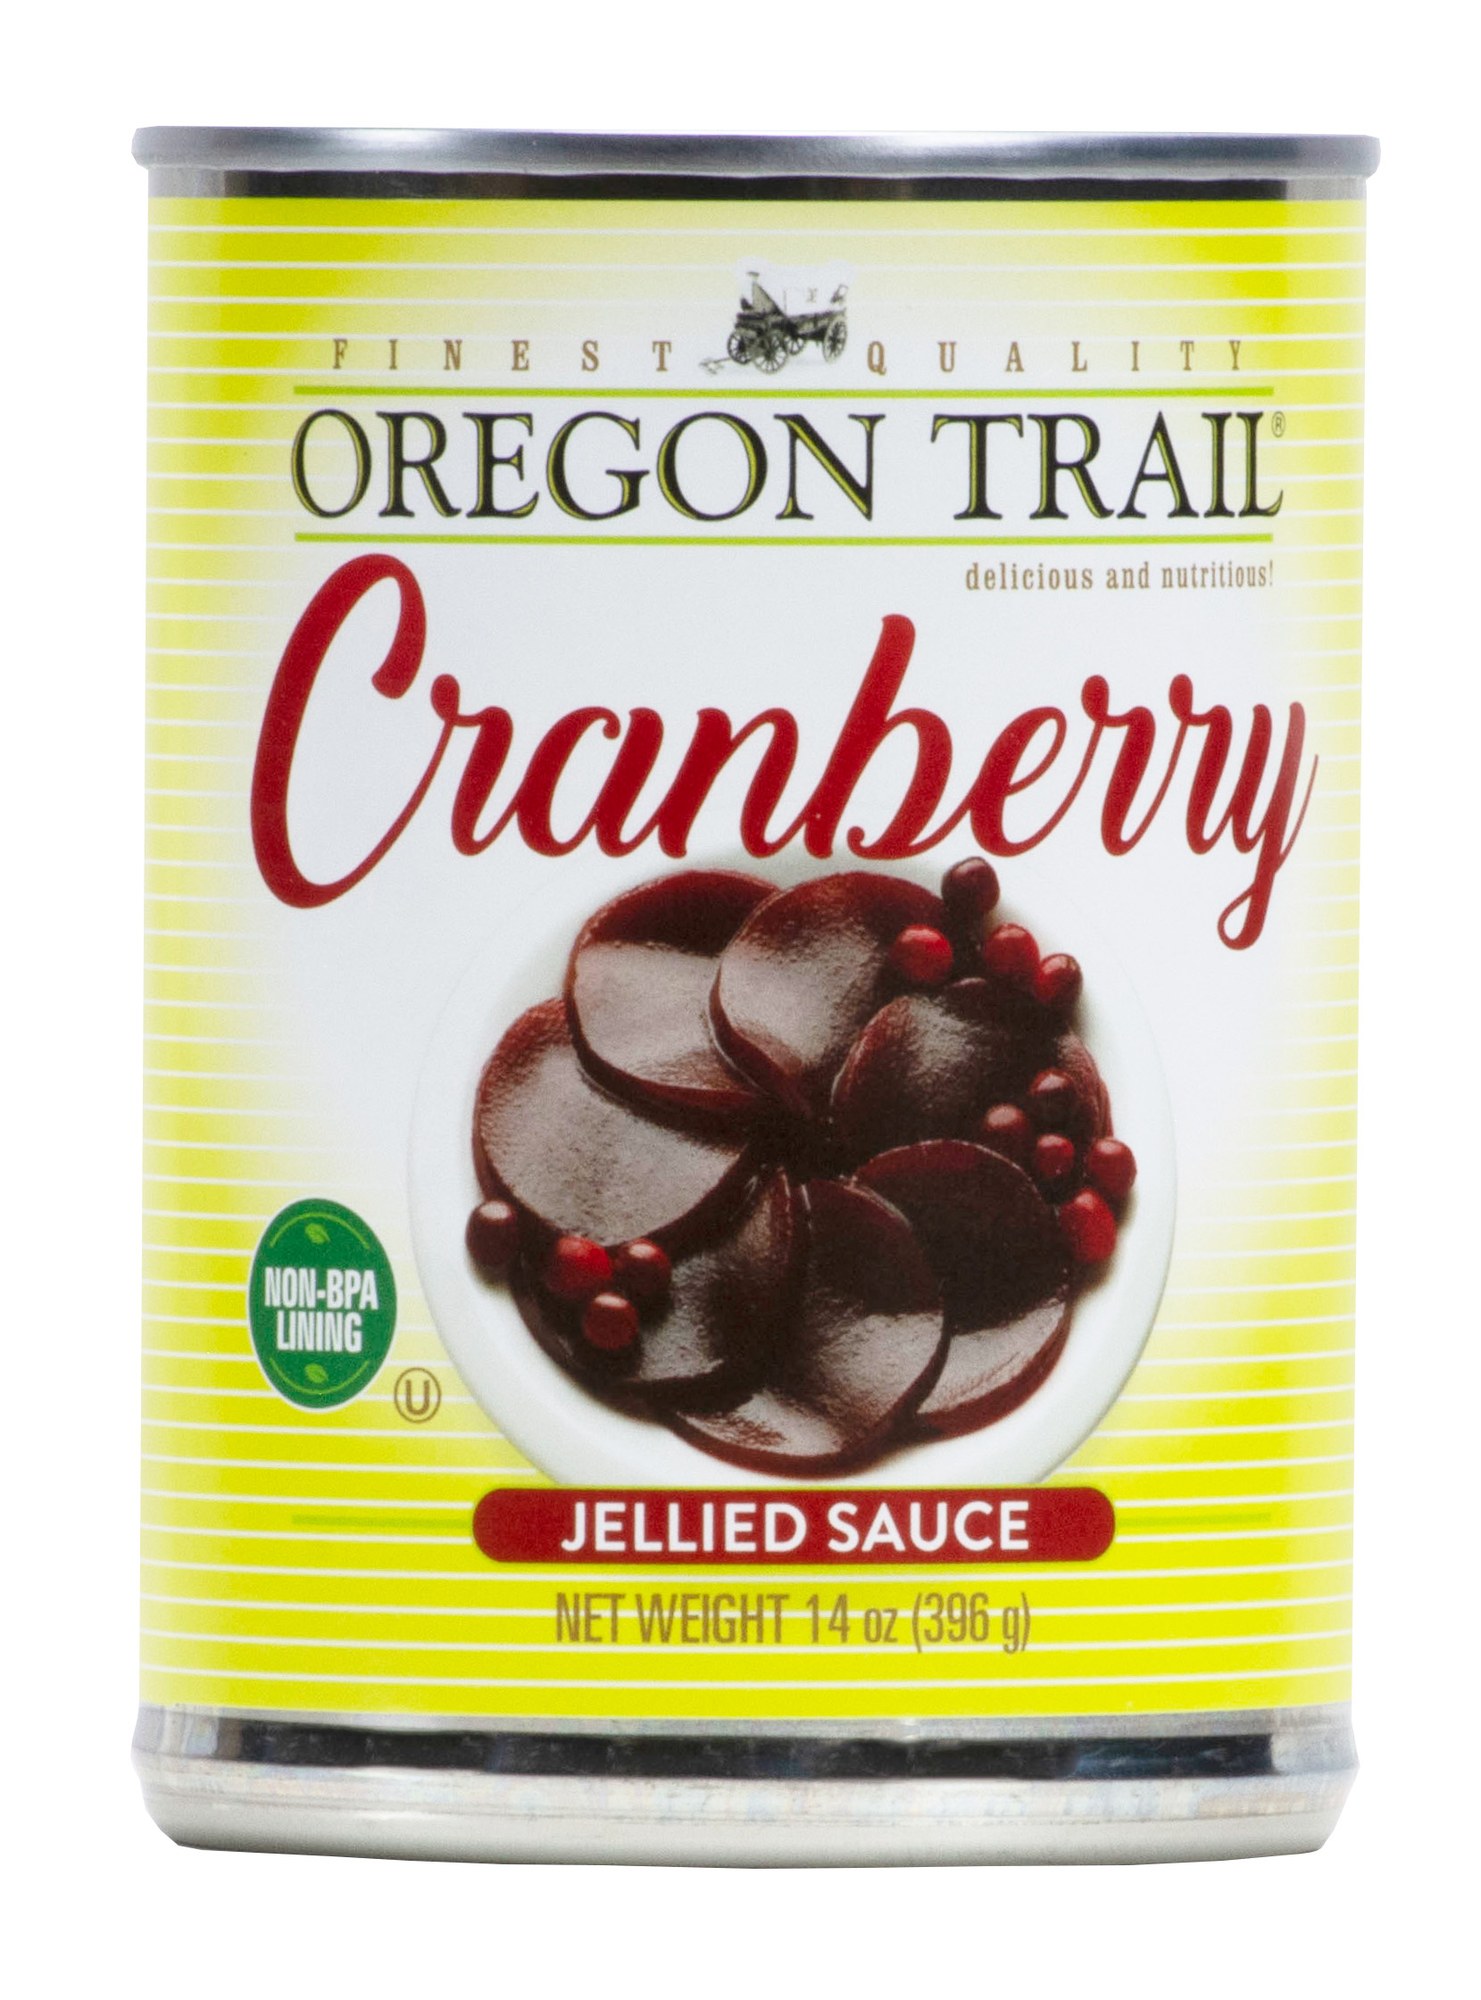 FINEST QUALITY
OREGON TRAIL®
delicious and nutritious!
Cranberry
NON-BPA
LINING
U
JELLIED SAUCE
NET WEIGHT 14 oz (396 g)